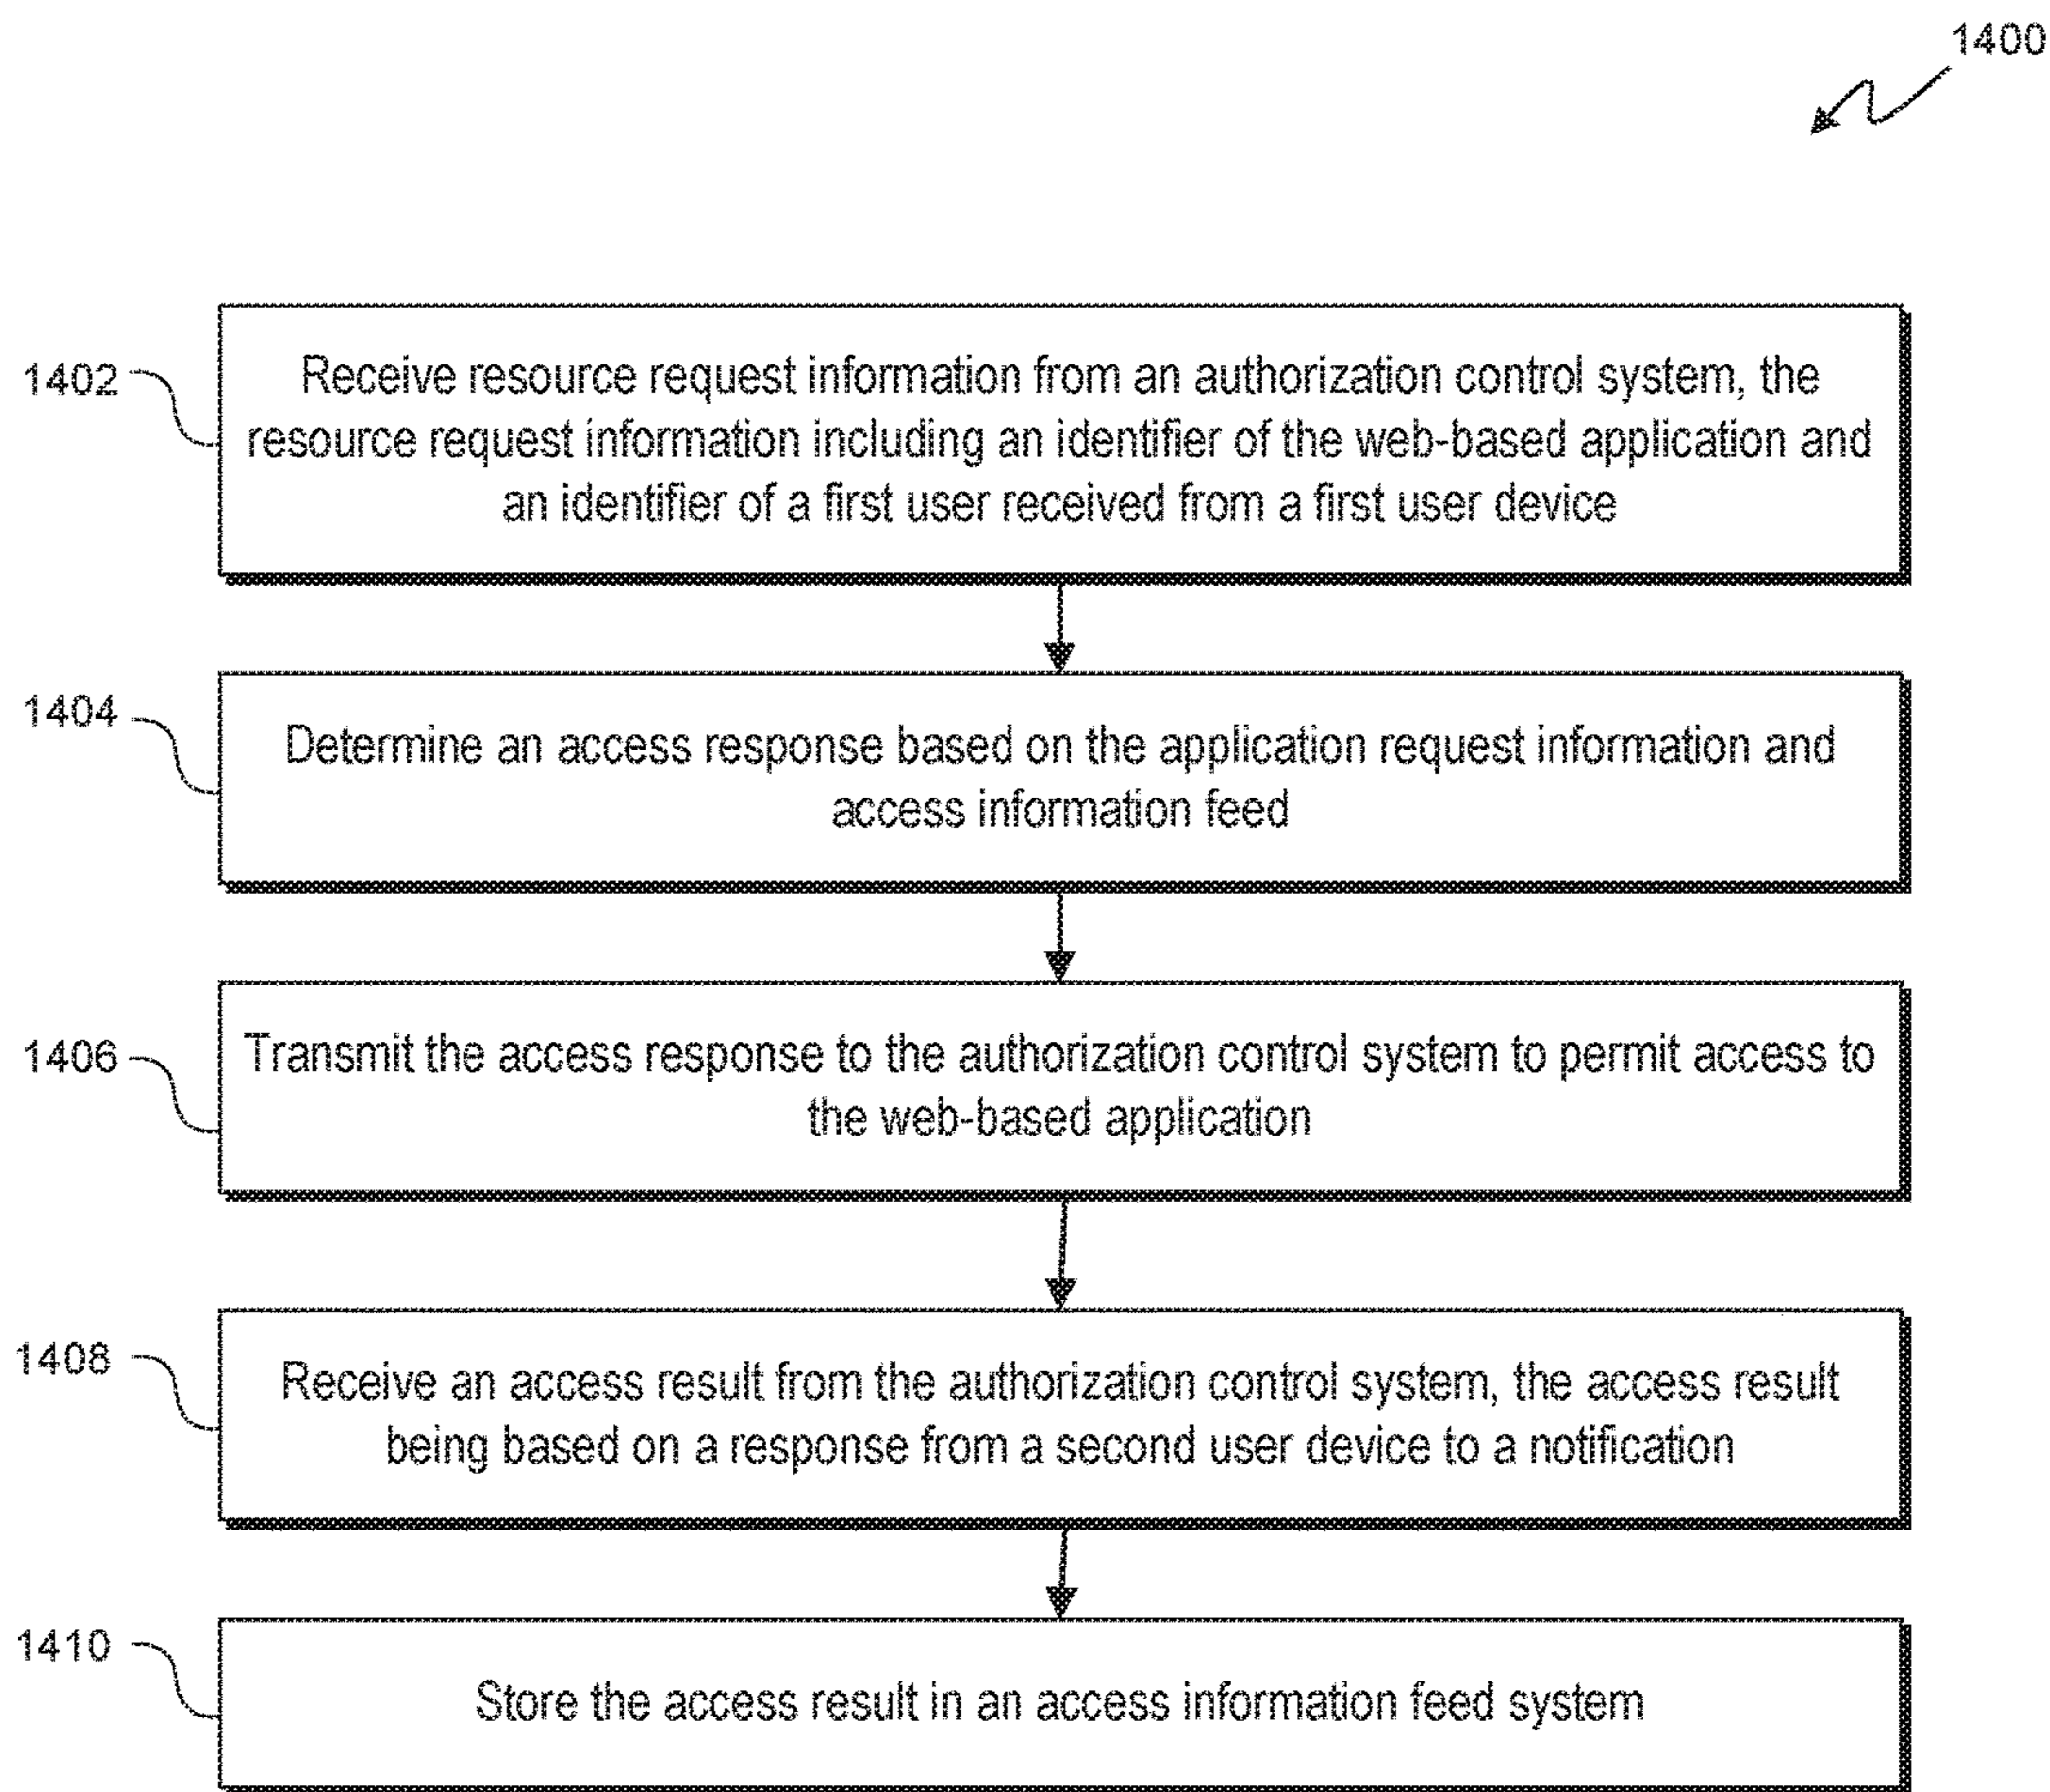 1400
1402
Receive resource request information from an authorization control system, the
resource request information including an identifier of the web-based application and
an identifier of a first user received from a first user device
1404
Determine an access response based on the application request information and
access information feed
1406
Transmit the access response to the authorization control system to permit access to
the web-based application
1408
Receive an access result from the authorization control system, the access result
being based on a response from a second user device to a notification
1410
Store the access result in an access information feed system